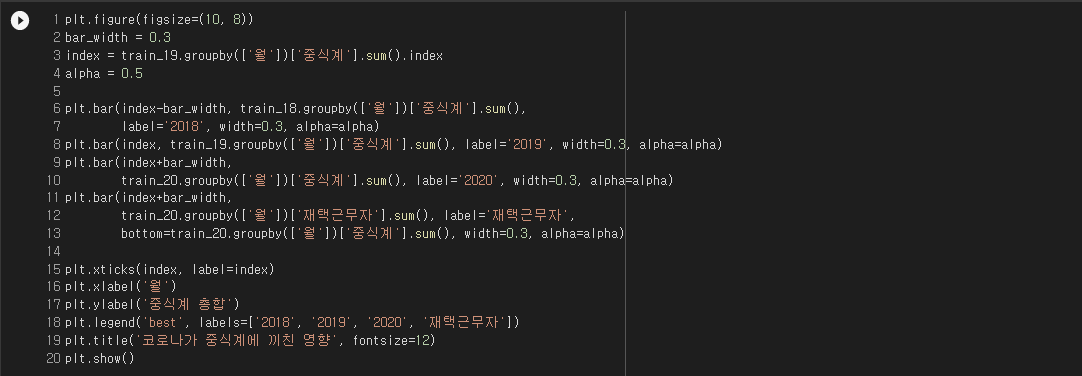 1 plt.figure(figsize=(10, 8))
2 bar_width = 0.3
3 index = train_19.groupby(['월'])['중식계'].sum().index
4 alpha = 0.5
5
6 plt.bar(index-bar_width, train_18.groupby(['월'])['중식계'].sum(),
7         label='2018', width=0.3, alpha=alpha)
8 plt.bar(index, train_19.groupby(['월'])['중식계'].sum(), label='2019', width=0.3, alpha=alpha)
9 plt.bar(index+bar_width,
10         train_20.groupby(['월'])['중식계'].sum(), label='2020', width=0.3, alpha=alpha)
11 plt.bar(index+bar_width,
12         train_20.groupby(['월'])['재택근무자'].sum(), label='재택근무자',
13         bottom=train_20.groupby(['월'])['중식계'].sum(), width=0.3, alpha=alpha)
14
15 plt.xticks(index, label=index)
16 plt.xlabel('월')
17 plt.ylabel('중식계 총합')
18 plt.legend('best', labels=['2018', '2019', '2020', '재택근무자'])
19 plt.title('코로나가 중식계에 끼친 영향', fontsize=12)
20 plt.show()